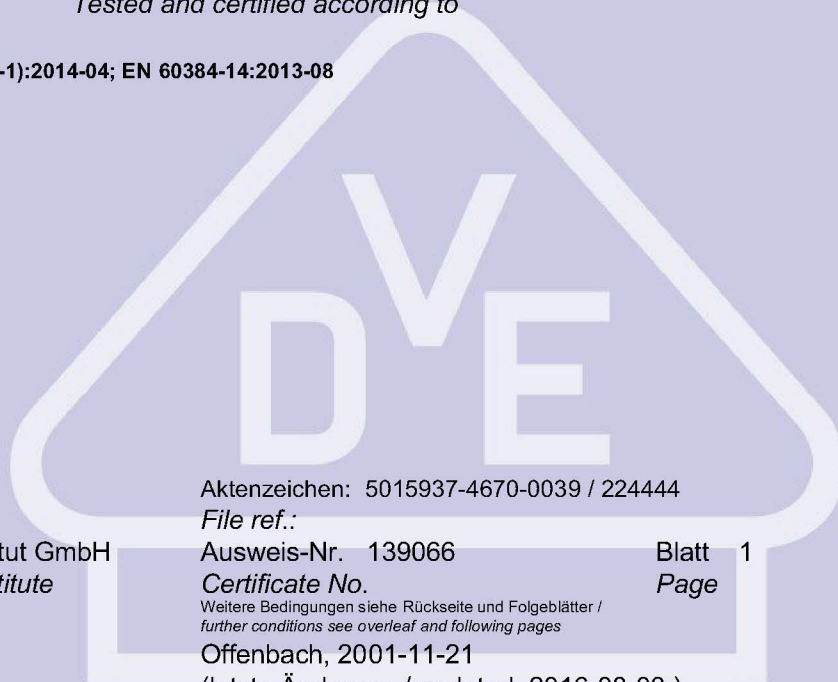 Tested and certified according to
-1):2014-04; EN 60384-14:2013-08
DVE
Aktenzeichen: 5015937-4670-0039 / 224444
File ref.:
tut GmbH Ausweis-Nr. 139066 Blatt 1
titute Certificate No. Page
Weitere Bedingungen siehe Rückseite und Folgeblätter /
further conditions see overleaf and following pages
Offenbach, 2001-11-21